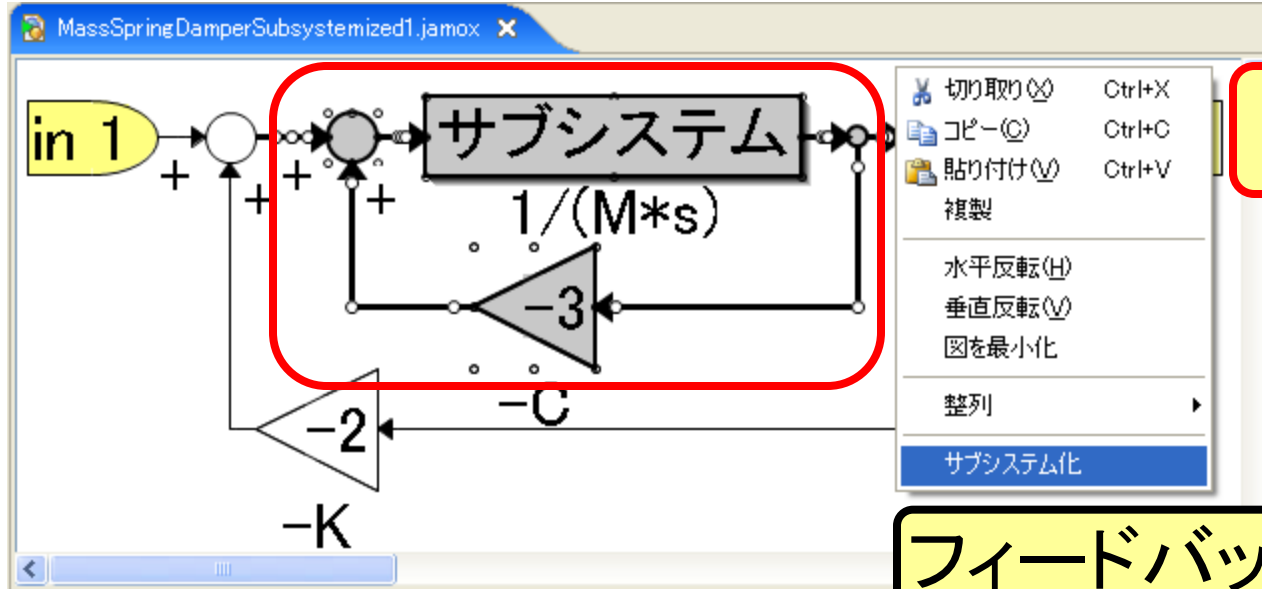 MassSpringDamperSubsystemized1.jamox
in 1
+
+
+
+
サブシステム
1/(M*s)
-3
-C
-2
-K
切り取り(X) Ctrl+X
コピー(C) Ctrl+C
貼り付け(V) Ctrl+V
複製
水平反転(H)
垂直反転(V)
図を最小化
整列
サブシステム化
フィードバッ